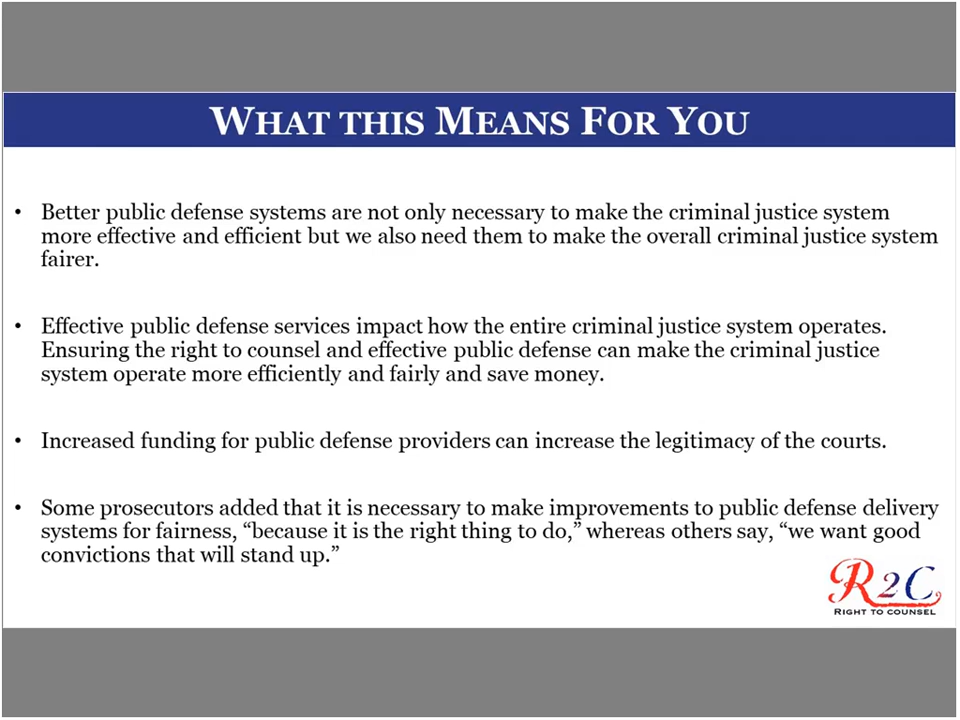 WHAT THIS MEANS FOR YOU
• Better public defense systems are not only necessary to make the criminal justice system
more effective and efficient but we also need them to make the overall criminal justice system
fairer.
• Effective public defense services impact how the entire criminal justice system operates.
Ensuring the right to counsel and effective public defense can make the criminal justice
system operate more efficiently and fairly and save money.
• Increased funding for public defense providers can increase the legitimacy of the courts.
• Some prosecutors added that it is necessary to make improvements to public defense delivery
systems for fairness, “because it is the right thing to do,” whereas others say, “we want good
convictions that will stand up.”
R2C
RIGHT TO COUNSEL